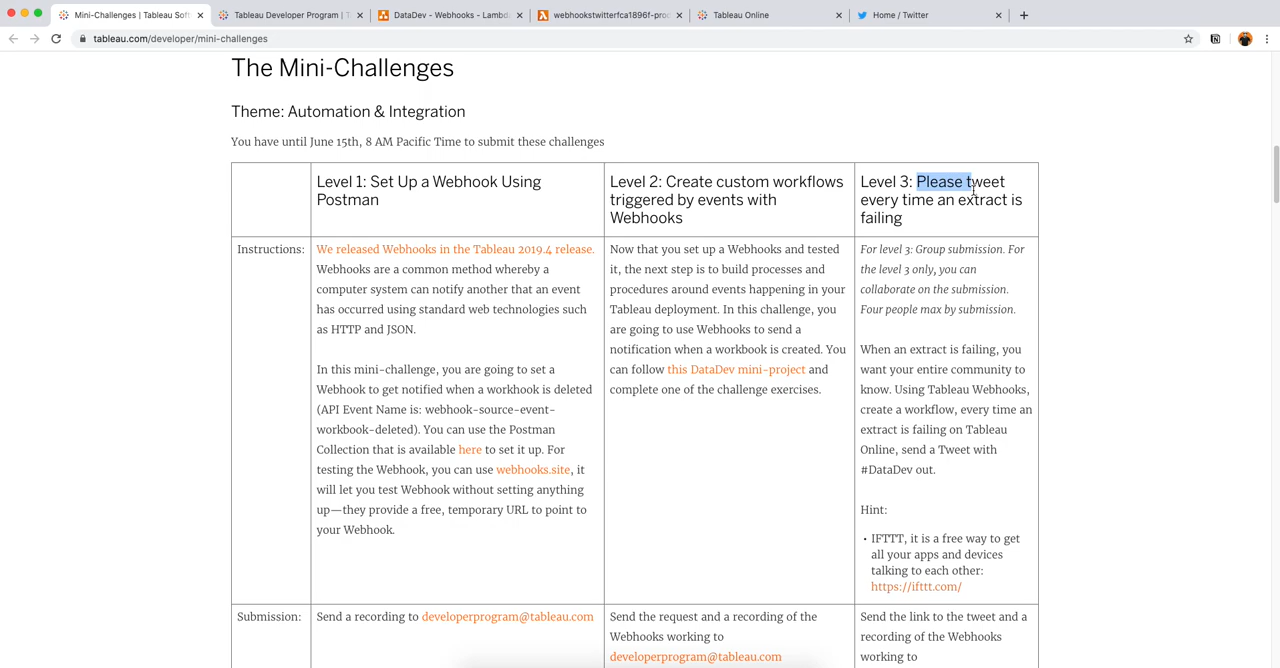 Mini-Challenges | Tableau Soft
Tableau Developer Program | T
DataDev - Webhooks - Lambd
webhookstwitterfca1896f-prod
Tableau Online
Home / Twitter
tableau.com/developer/mini-challenges
The Mini-Challenges
Theme: Automation & Integration
You have until June 15th, 8 AM Pacific Time to submit these challenges
Level 1: Set Up a Webhook Using
Postman
Level 2: Create custom workflows
triggered by events with
Webhooks
Level 3: Please tweet
every time an extract is
failing
Instructions:
We released Webhooks in the Tableau 2019.4 release.
Webhooks are a common method whereby a
computer system can notify another that an event
has occurred using standard web technologies such
as HTTP and JSON.
In this mini-challenge, you are going to set a
Webhook to get notified when a workhook is deleted
(API Event Name is: webhook-source-event-
workbook-deleted). You can use the Postman
Collection that is available here to set it up. For
testing the Webhook, you can use webhooks.site, it
will let you test Webhook without setting anything
up—they provide a free, temporary URL to point to
your Webhook.
Now that you set up a Webhooks and tested
it, the next step is to build processes and
procedures around events happening in your
Tableau deployment. In this challenge, you
are going to use Webhooks to send a
notification when a workbook is created. You
can follow this DataDev mini-project and
complete one of the challenge exercises.
For level 3: Group submission. For
the level 3 only, you can
collaborate on the submission.
Four people max by submission.
When an extract is failing, you
want your entire community to
know. Using Tableau Webhooks,
create a workflow, every time an
extract is failing on Tableau
Online, send a Tweet with
#DataDev out.
Hint:
• IFTTT, it is a free way to get
all your apps and devices
talking to each other:
https://ifttt.com/
Submission:
Send a recording to developerprogram@tableau.com
Send the request and a recording of the
Webhooks working to
developerprogram@tableau.com
Send the link to the tweet and a
recording of the Webhooks
working to